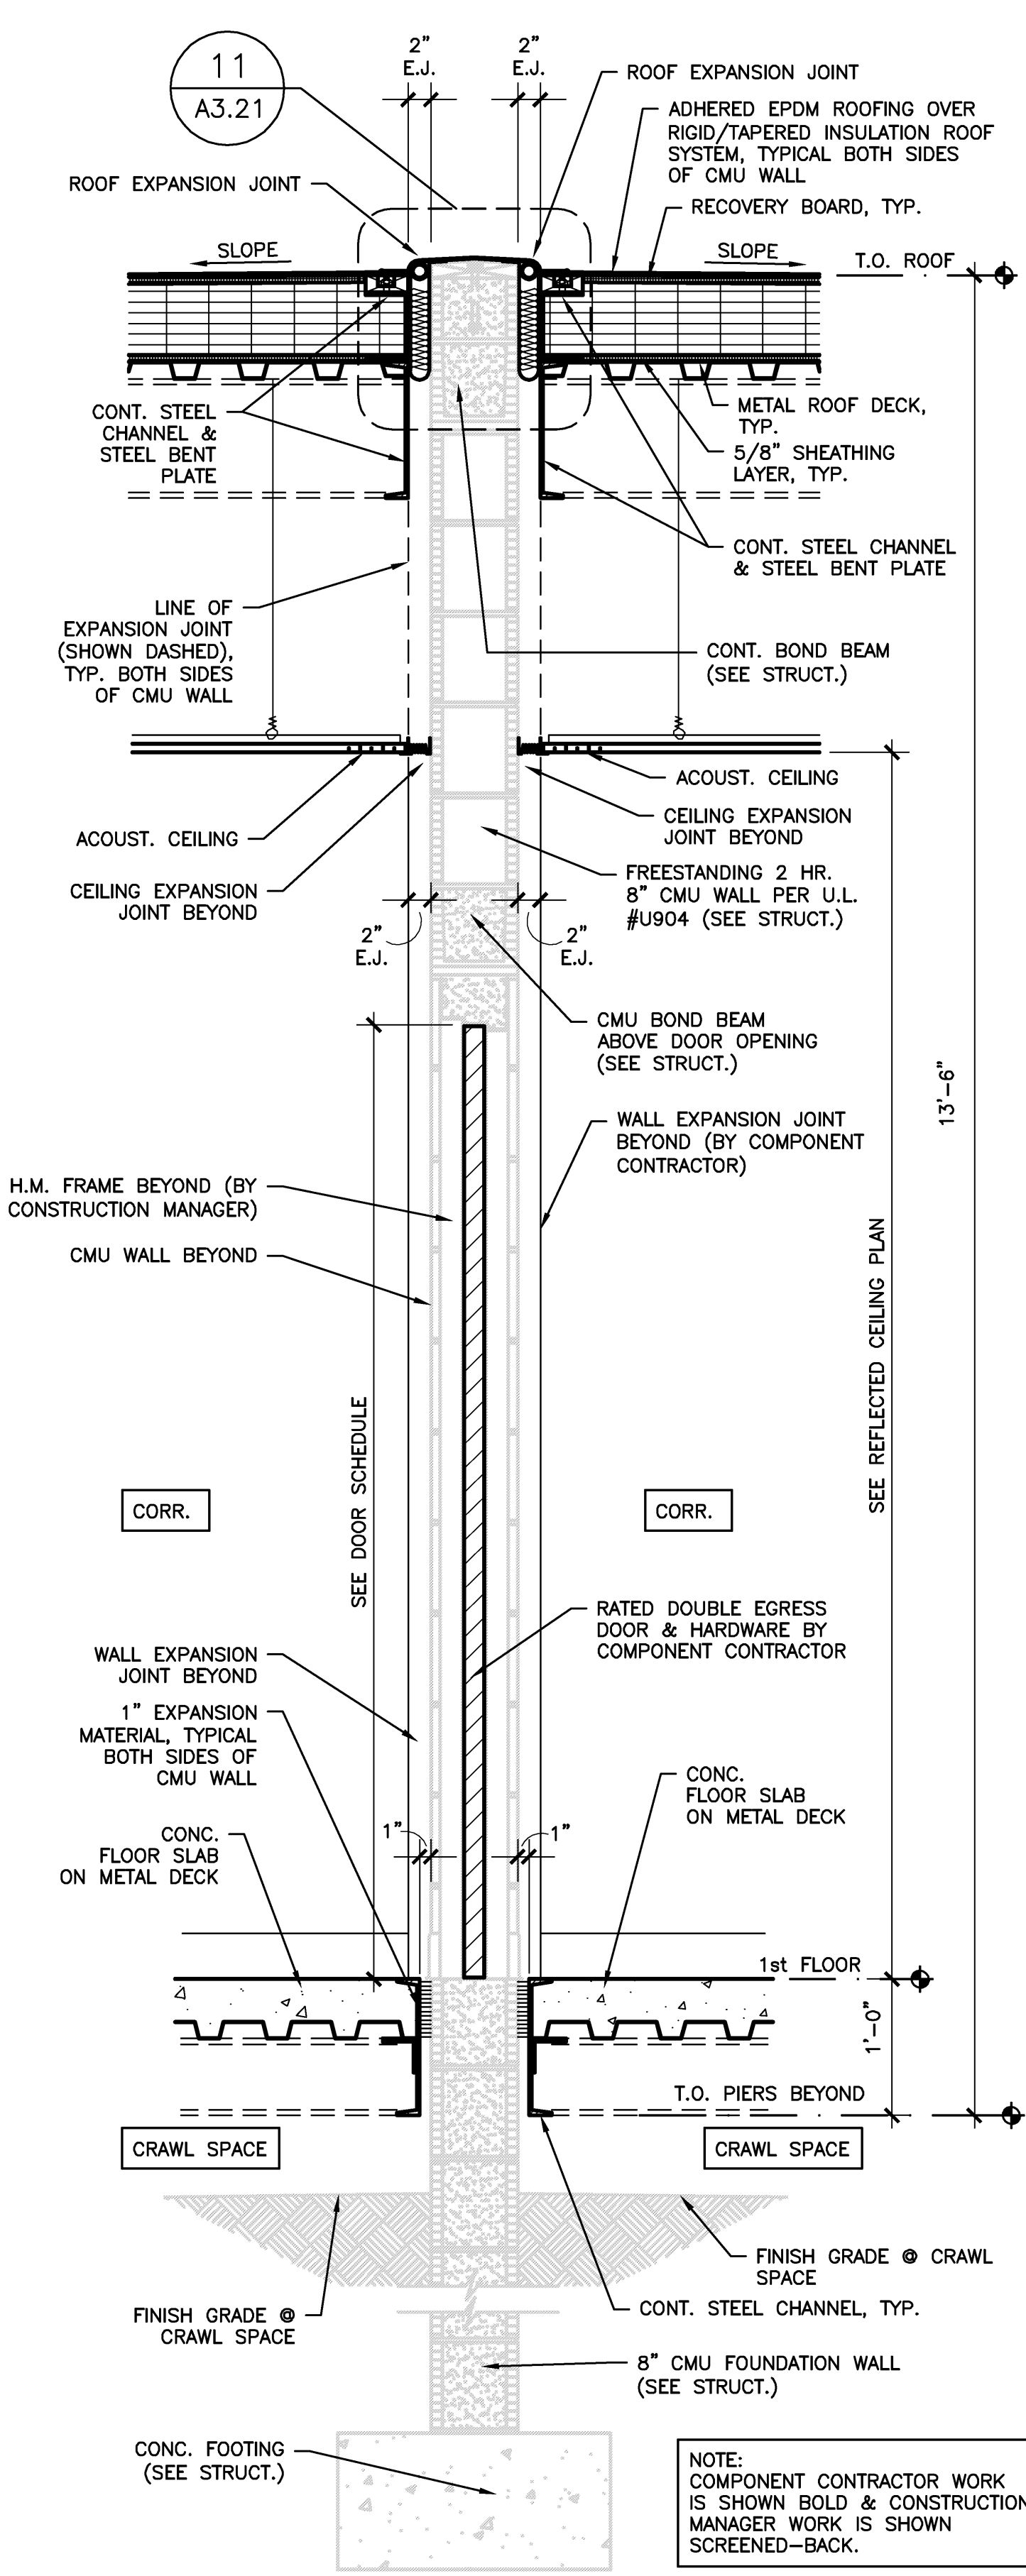 11
A3.21
2"
E.J.
2"
E.J.
ROOF EXPANSION JOINT
ADHERED EPDM ROOFING OVER
RIGID/TAPERED INSULATION ROOF
SYSTEM, TYPICAL BOTH SIDES
OF CMU WALL
ROOF EXPANSION JOINT
RECOVERY BOARD, TYP.
SLOPE
SLOPE
T.O. ROOF
CONT. STEEL
CHANNEL &
STEEL BENT
PLATE
METAL ROOF DECK,
TYP.
5/8" SHEATHING
LAYER, TYP.
CONT. STEEL CHANNEL
& STEEL BENT PLATE
LINE OF
EXPANSION JOINT
(SHOWN DASHED),
TYP. BOTH SIDES
OF CMU WALL
CONT. BOND BEAM
(SEE STRUCT.)
ACOUST. CEILING
CEILING EXPANSION
JOINT BEYOND
ACOUST. CEILING
CEILING EXPANSION
JOINT BEYOND
FREESTANDING 2 HR.
8" CMU WALL PER U.L.
#U904 (SEE STRUCT.)
2"
E.J.
2"
E.J.
CMU BOND BEAM
ABOVE DOOR OPENING
(SEE STRUCT.)
13'-6"
WALL EXPANSION JOINT
BEYOND (BY COMPONENT
CONTRACTOR)
H.M. FRAME BEYOND (BY
CONSTRUCTION MANAGER)
CMU WALL BEYOND
SEE REFLECTED CEILING PLAN
SEE DOOR SCHEDULE
CORR.
CORR.
RATED DOUBLE EGRESS
DOOR & HARDWARE BY
COMPONENT CONTRACTOR
WALL EXPANSION
JOINT BEYOND
1" EXPANSION
MATERIAL, TYPICAL
BOTH SIDES OF
CMU WALL
CONC.
FLOOR SLAB
ON METAL DECK
1"
1"
CONC.
FLOOR SLAB
ON METAL DECK
1st FLOOR
1'-0"
T.O. PIERS BEYOND
CRAWL SPACE
CRAWL SPACE
FINISH GRADE @ CRAWL
SPACE
FINISH GRADE @
CRAWL SPACE
CONT. STEEL CHANNEL, TYP.
8" CMU FOUNDATION WALL
(SEE STRUCT.)
CONC. FOOTING
(SEE STRUCT.)
NOTE:
COMPONENT CONTRACTOR WORK
IS SHOWN BOLD & CONSTRUCTION
MANAGER WORK IS SHOWN
SCREENED-BACK.